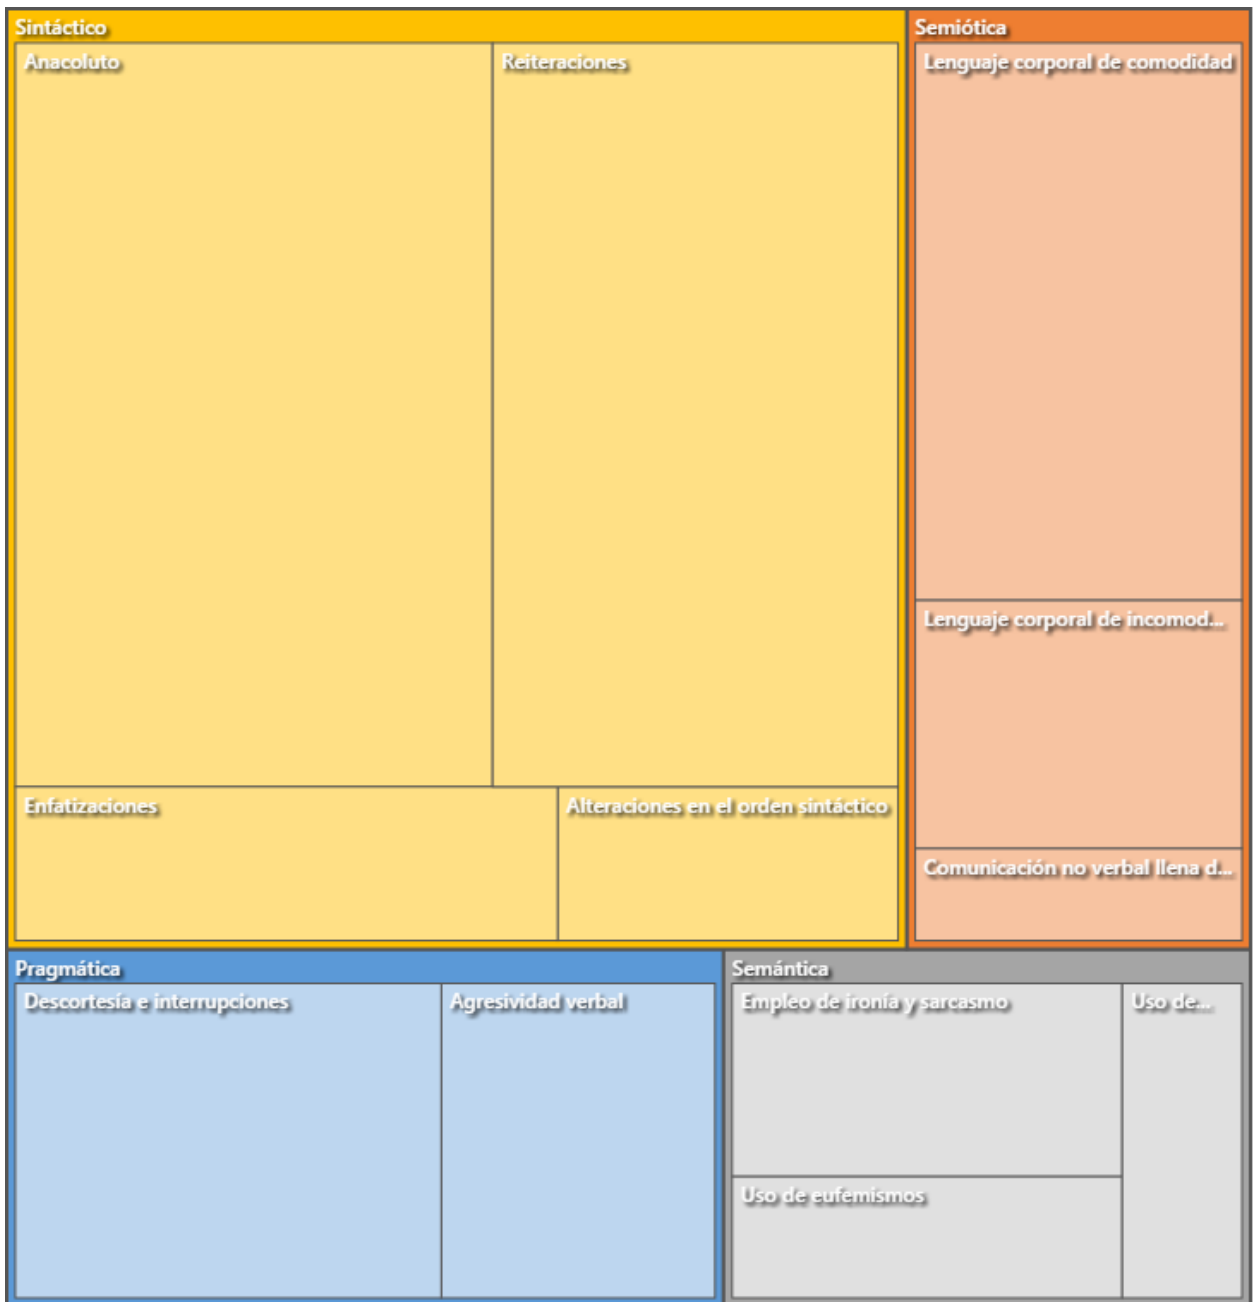 Sintáctico
Anacoluto
Reiteraciones
Enfatizaciones
Alteraciones en el orden sintáctico
Semiótica
Lenguaje corporal de comodidad
Lenguaje corporal de incomod...
Comunicación no verbal llena d...
Pragmática
Descortesía e interrupciones
Agresividad verbal
Semántica
Empleo de ironía y sarcasmo
Uso de...
Uso de eufemismos